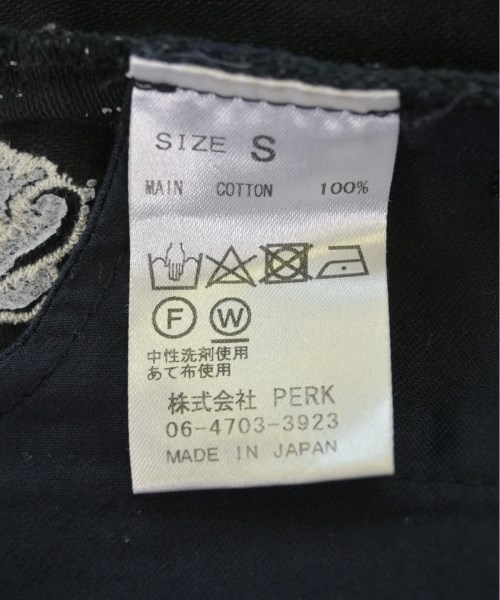 SIZE S
MAIN COTTON 100%
F W
中性洗剤使用
あて布使用
株式会社 PERK
06-4703-3923
MADE IN JAPAN